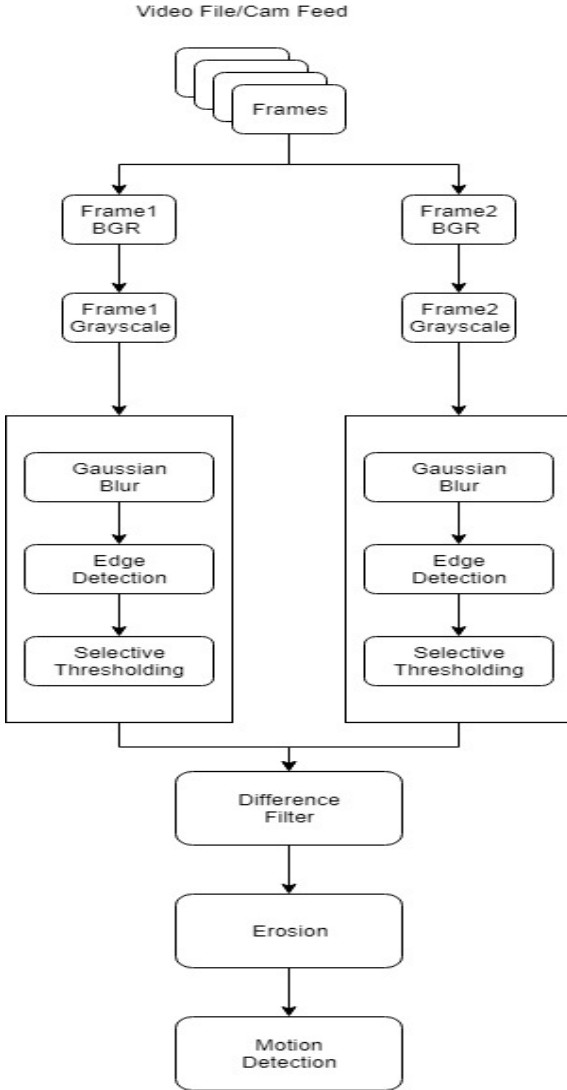 Video File/Cam Feed
Frames
Frame1
BGR
Frame2
BGR
Frame1
Grayscale
Frame2
Grayscale
Gaussian
Blur
Edge
Detection
Selective
Thresholding
Gaussian
Blur
Edge
Detection
Selective
Thresholding
Difference
Filter
Erosion
Motion
Detection